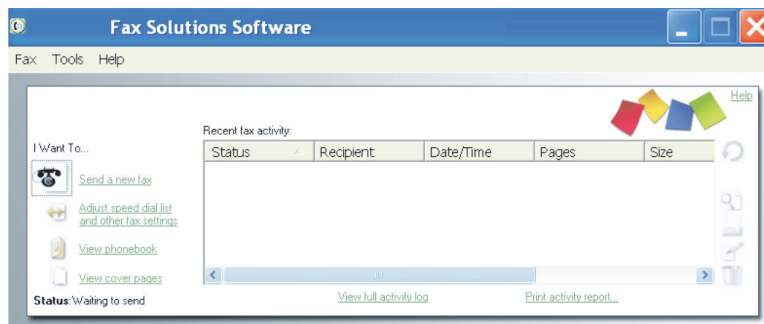 Fax Solutions Software
Fax Tools Help
Help
Recent fax activity:
I Want To...
Status Recipient Date/Time Pages Size
Send a new fax
Adjust speed dial list
and other fax settings
View phonebook
View cover pages
Status: Waiting to send
View full activity log
Print activity report...